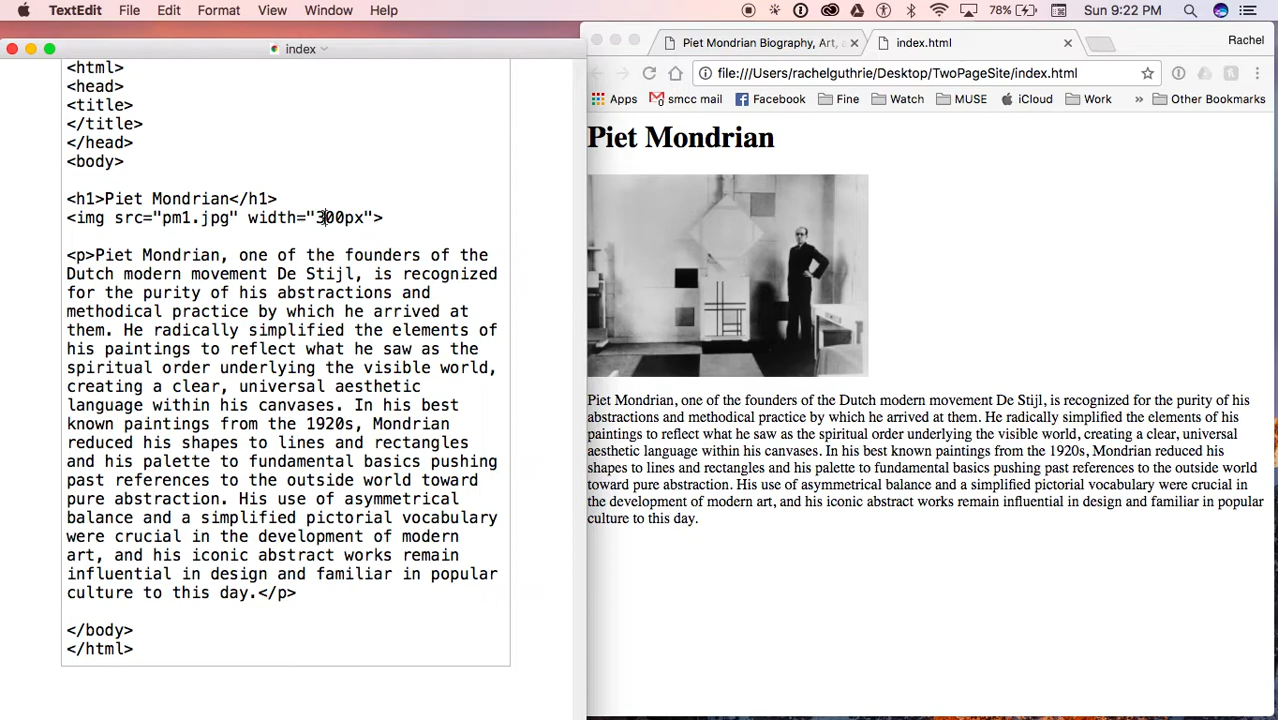 TextEdit File Edit Format View Window Help 78% Sun 9:22 PM
index
<html>
<head>
<title>
</title>
</head>
<body>
<h1>Piet Mondrian</h1>
<img src="pm1.jpg" width="300px">
<p>Piet Mondrian, one of the founders of the
Dutch modern movement De Stijl, is recognized
for the purity of his abstractions and
methodical practice by which he arrived at
them. He radically simplified the elements of
his paintings to reflect what he saw as the
spiritual order underlying the visible world,
creating a clear, universal aesthetic
language within his canvases. In his best
known paintings from the 1920s, Mondrian
reduced his shapes to lines and rectangles
and his palette to fundamental basics pushing
past references to the outside world toward
pure abstraction. His use of asymmetrical
balance and a simplified pictorial vocabulary
were crucial in the development of modern
art, and his iconic abstract works remain
influential in design and familiar in popular
culture to this day.</p>
</body>
</html>
Piet Mondrian Biography, Art, index.html Rachel
file:///Users/rachelguthrie/Desktop/TwoPageSite/index.html
Apps smcc mail Facebook Fine Watch MUSE iCloud Work » Other Bookmarks
Piet Mondrian
Piet Mondrian, one of the founders of the Dutch modern movement De Stijl, is recognized for the purity of his
abstractions and methodical practice by which he arrived at them. He radically simplified the elements of his
paintings to reflect what he saw as the spiritual order underlying the visible world, creating a clear, universal
aesthetic language within his canvases. In his best known paintings from the 1920s, Mondrian reduced his
shapes to lines and rectangles and his palette to fundamental basics pushing past references to the outside world
toward pure abstraction. His use of asymmetrical balance and a simplified pictorial vocabulary were crucial in
the development of modern art, and his iconic abstract works remain influential in design and familiar in popular
culture to this day.